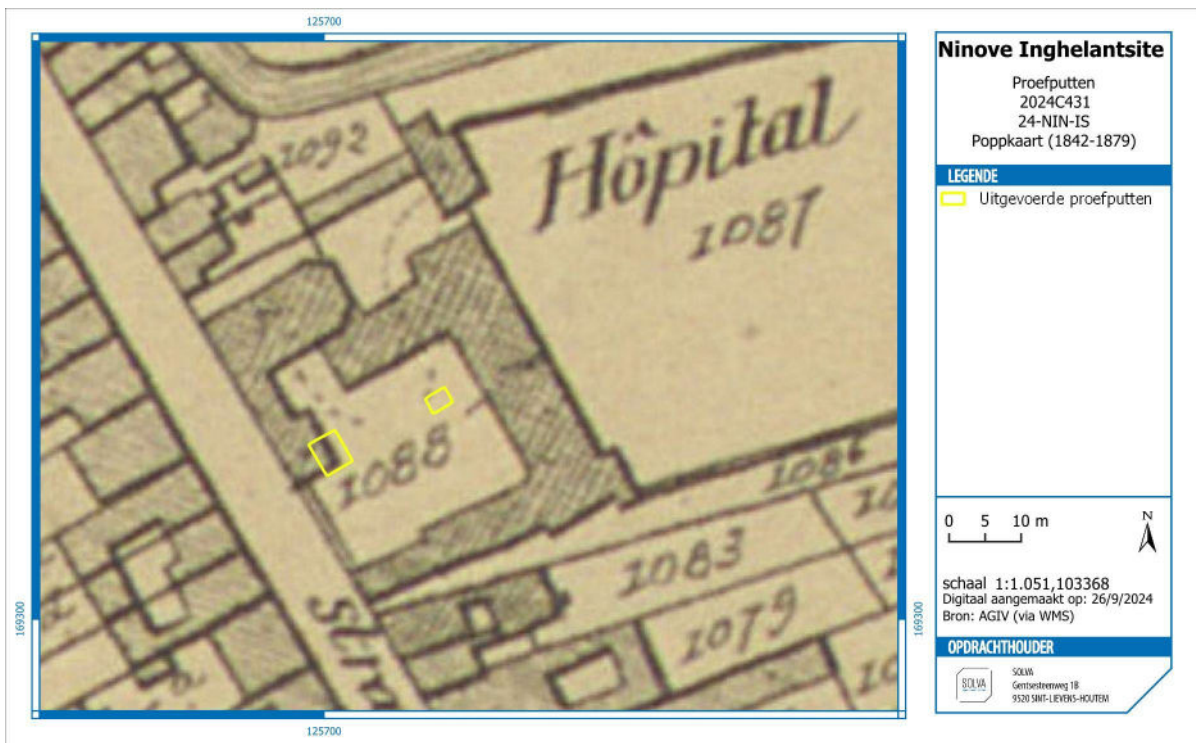 125700
Ninove Inghelantsite
Proefputten
2024C431
24-NIN-IS
Poppkaart (1842-1879)
LEGENDE
Uitgevoerde proefputten
1092
Hôpital
1087
1088
1086
1083
1079
169300
169300
0 5 10 m
N
schaal 1:1.051,103368
Digitaal aangemaakt op: 26/9/2024
Bron: AGIV (via WMS)
OPDRACHTHOUDER
SOLVA
SOLVA
Gentsesteenweg 1B
9520 SINT-LIEVENS-HOUTEM
125700